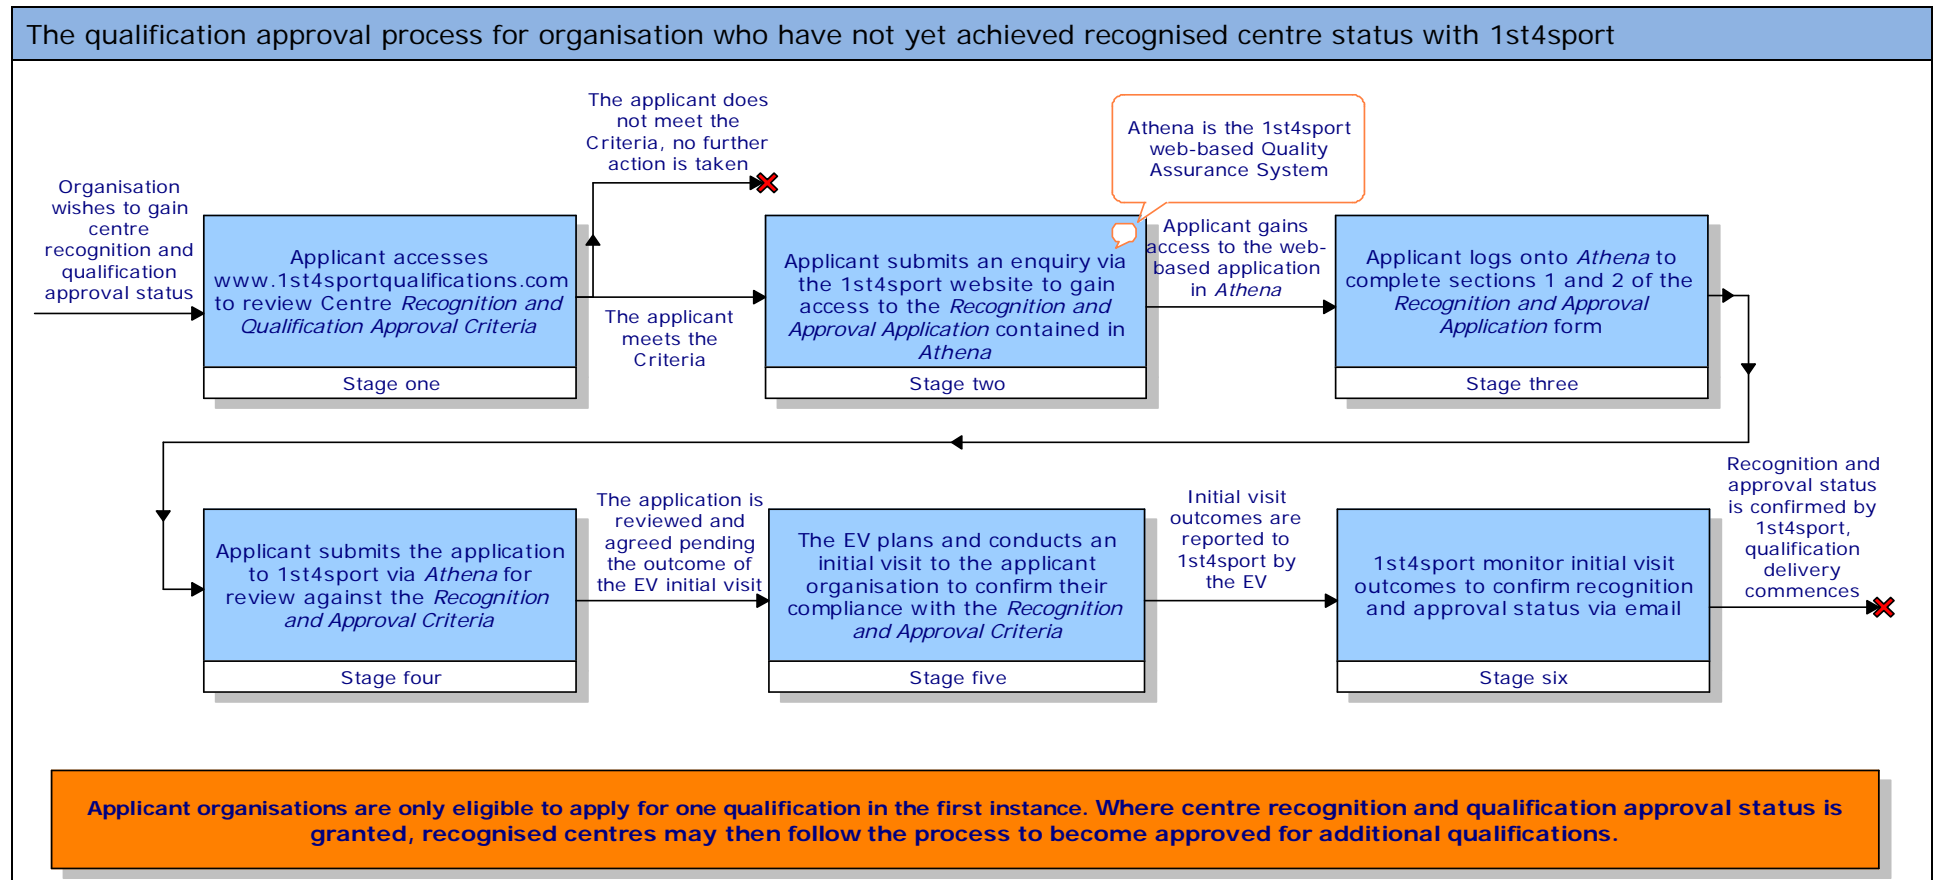 The qualification approval process for organisation who have not yet achieved recognised centre status with 1st4sport
Organisation
wishes to gain
centre
recognition and
qualification
approval status
Applicant accesses
www.1st4sportqualifications.com
to review Centre Recognition and
Qualification Approval Criteria
Stage one
The applicant does
not meet the
Criteria, no further
action is taken
The applicant
meets the
Criteria
Applicant submits an enquiry via
the 1st4sport website to gain
access to the Recognition and
Approval Application contained in
Athena
Stage two
Athena is the 1st4sport
web-based Quality
Assurance System
Applicant gains
access to the web-
based application
in Athena
Applicant logs onto Athena to
complete sections 1 and 2 of the
Recognition and Approval
Application form
Stage three
Applicant submits the application
to 1st4sport via Athena for
review against the Recognition
and Approval Criteria
Stage four
The application is
reviewed and
agreed pending
the outcome of
the EV initial visit
The EV plans and conducts an
initial visit to the applicant
organisation to confirm their
compliance with the Recognition
and Approval Criteria
Stage five
Initial visit
outcomes are
reported to
1st4sport by
the EV
1st4sport monitor initial visit
outcomes to confirm recognition
and approval status via email
Stage six
Recognition and
approval status
is confirmed by
1st4sport,
qualification
delivery
commences
Applicant organisations are only eligible to apply for one qualification in the first instance. Where centre recognition and qualification approval status is
granted, recognised centres may then follow the process to become approved for additional qualifications.